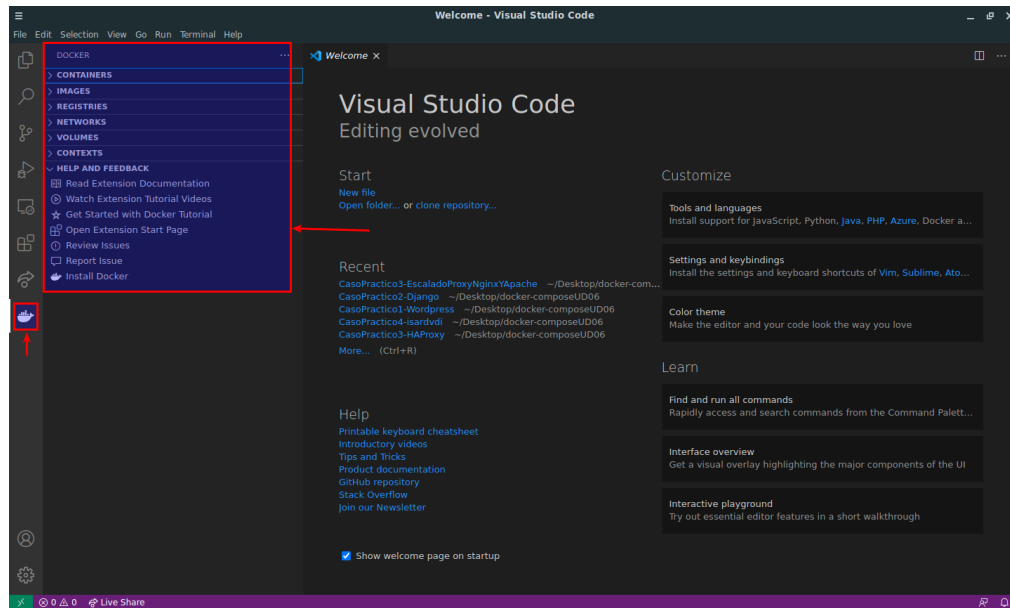 Welcome - Visual Studio Code
File Edit Selection View Go Run Terminal Help
DOCKER
CONTAINERS
IMAGES
REGISTRIES
NETWORKS
VOLUMES
CONTEXTS
HELP AND FEEDBACK
Read Extension Documentation
Watch Extension Tutorial Videos
Get Started with Docker Tutorial
Open Extension Start Page
Review Issues
Report Issue
Install Docker
Welcome
Visual Studio Code
Editing evolved
Start
New file
Open folder... or clone repository...
Recent
CasoPractico3-EscaladoProxyNginxYApache ~/Desktop/docker-com...
CasoPractico2-Django ~/Desktop/docker-composeUD06
CasoPractico1-Wordpress ~/Desktop/docker-composeUD06
CasoPractico4-isardvdi ~/Desktop/docker-composeUD06
CasoPractico3-HAProxy ~/Desktop/docker-composeUD06
More... (Ctrl+R)
Help
Printable keyboard cheatsheet
Introductory videos
Tips and Tricks
Product documentation
GitHub repository
Stack Overflow
Join our Newsletter
Show welcome page on startup
Customize
Tools and languages
Install support for JavaScript, Python, Java, PHP, Azure, Docker a...
Settings and keybindings
Install the settings and keyboard shortcuts of Vim, Sublime, Ato...
Color theme
Make the editor and your code look the way you love
Learn
Find and run all commands
Rapidly access and search commands from the Command Palett...
Interface overview
Get a visual overlay highlighting the major components of the UI
Interactive playground
Try out essential editor features in a short walkthrough
0 0 Live Share